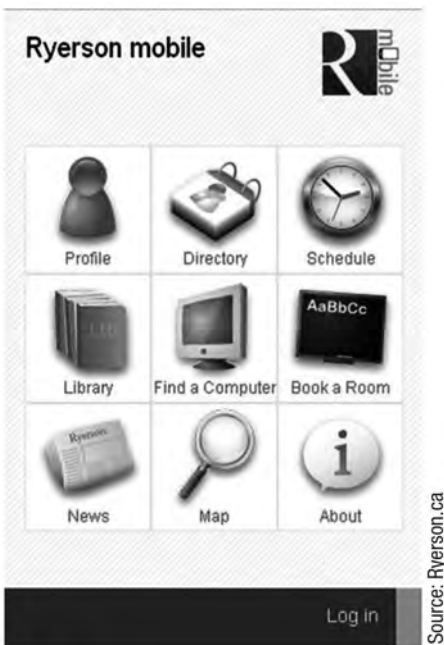 Ryerson mobile
R
mobile
Profile
Directory
Schedule
LIB
Library
Find a Computer
AaBbCc
Book a Room
Ryerson
News
Map
i
About
Log in
Source: Ryerson.ca